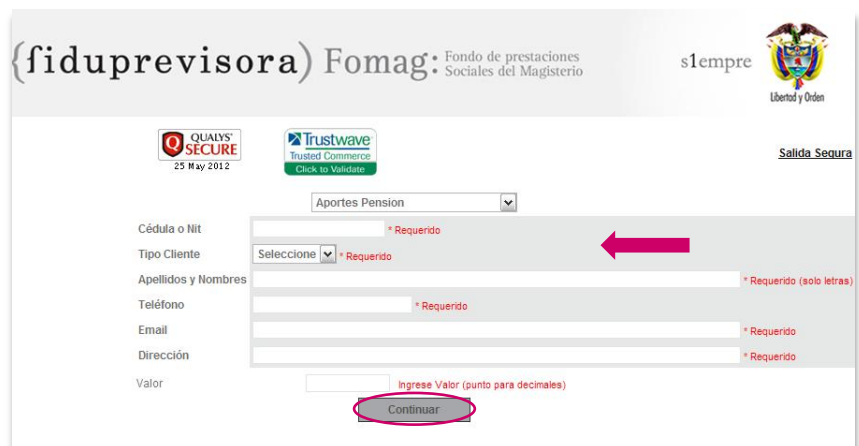 {fiduprevisora) Fomag: Fondo de prestaciones
Sociales del Magisterio
s1empre
Libertad y Orden
QUALYS'
SECURE
25 May 2012
Trustwave
Trusted Commerce
Click to Validate
Salida Segura
Aportes Pension
Cédula o Nit * Requerido
Tipo Cliente Seleccione * Requerido
Apellidos y Nombres * Requerido (solo letras)
Teléfono * Requerido
Email * Requerido
Dirección * Requerido
Valor Ingrese Valor (punto para decimales)
Continuar